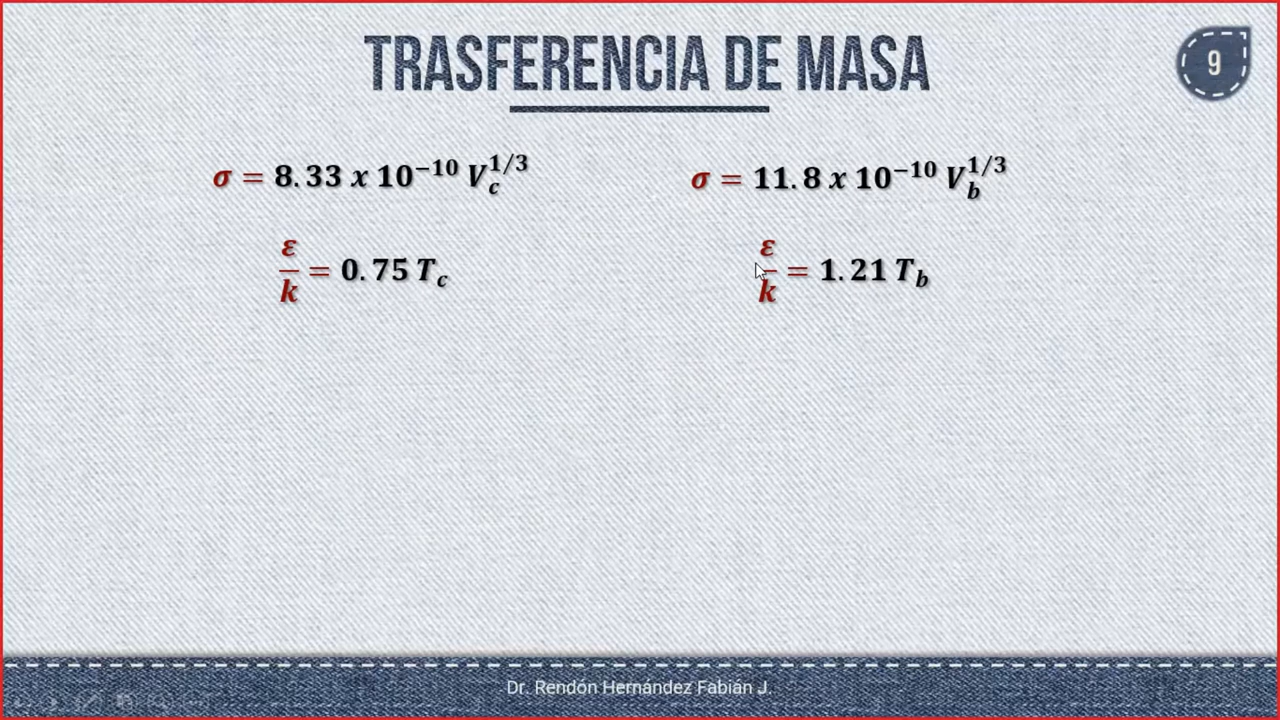 TRASFERENCIA DE MASA
9
σ = 8.33 x 10⁻¹⁰ V_c^{1/3}
σ = 11.8 x 10⁻¹⁰ V_b^{1/3}
ε/k = 0.75 T_c
ε/k = 1.21 T_b
Dr. Rendón Hernández Fabián J.